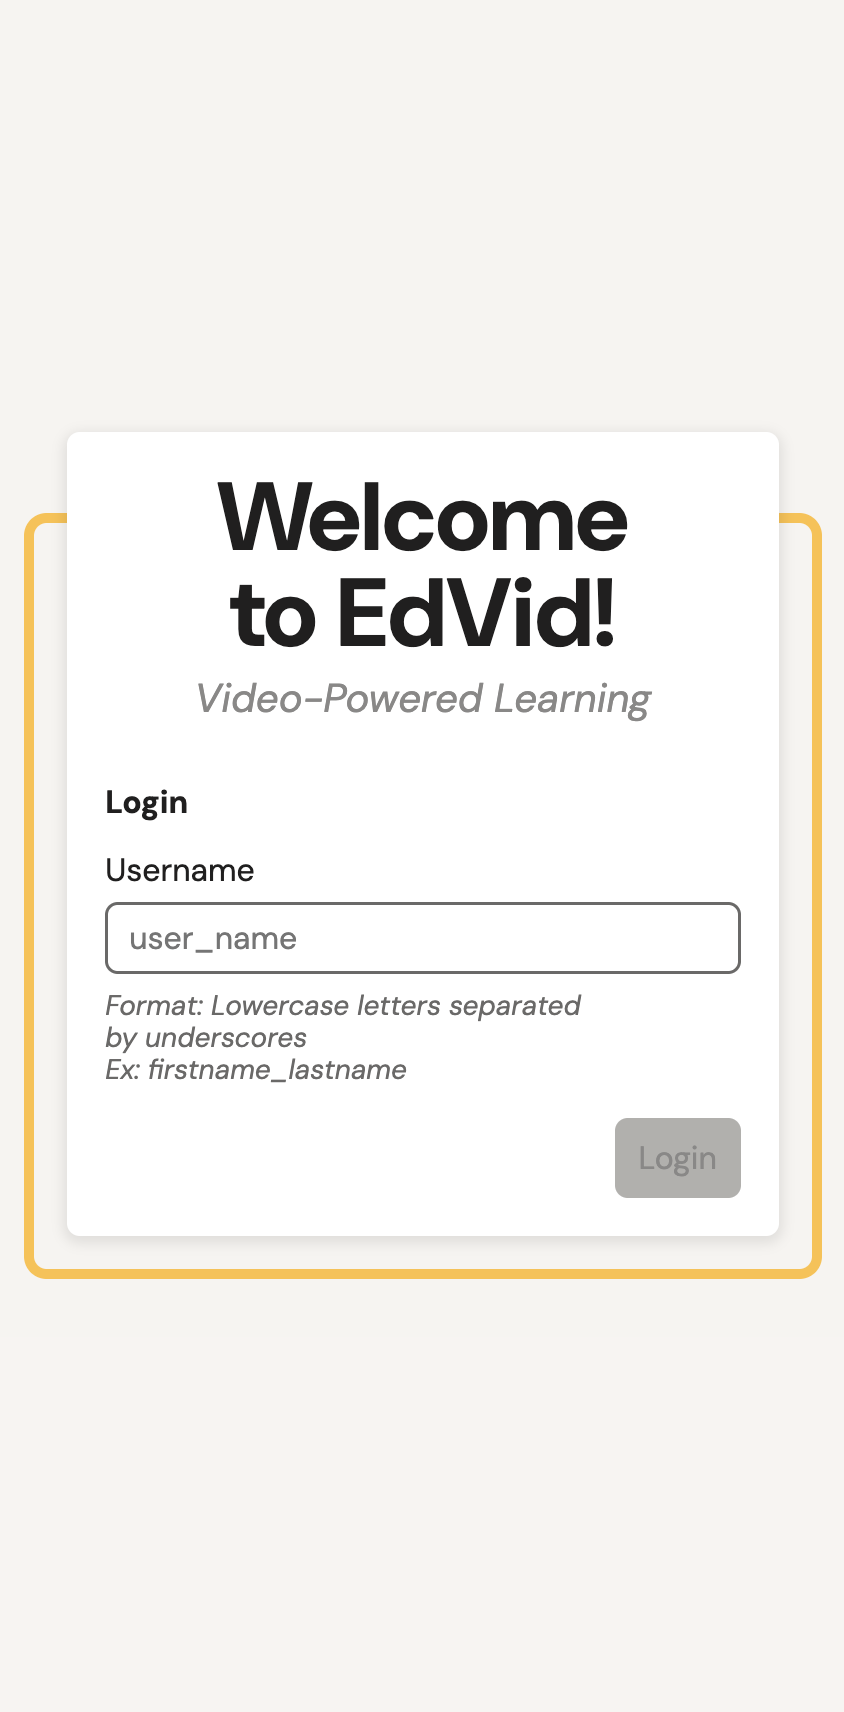 Welcome
to EdVid!
Video-Powered Learning
Login
Username
user_name
Format: Lowercase letters separated
by underscores
Ex: firstname_lastname
Login